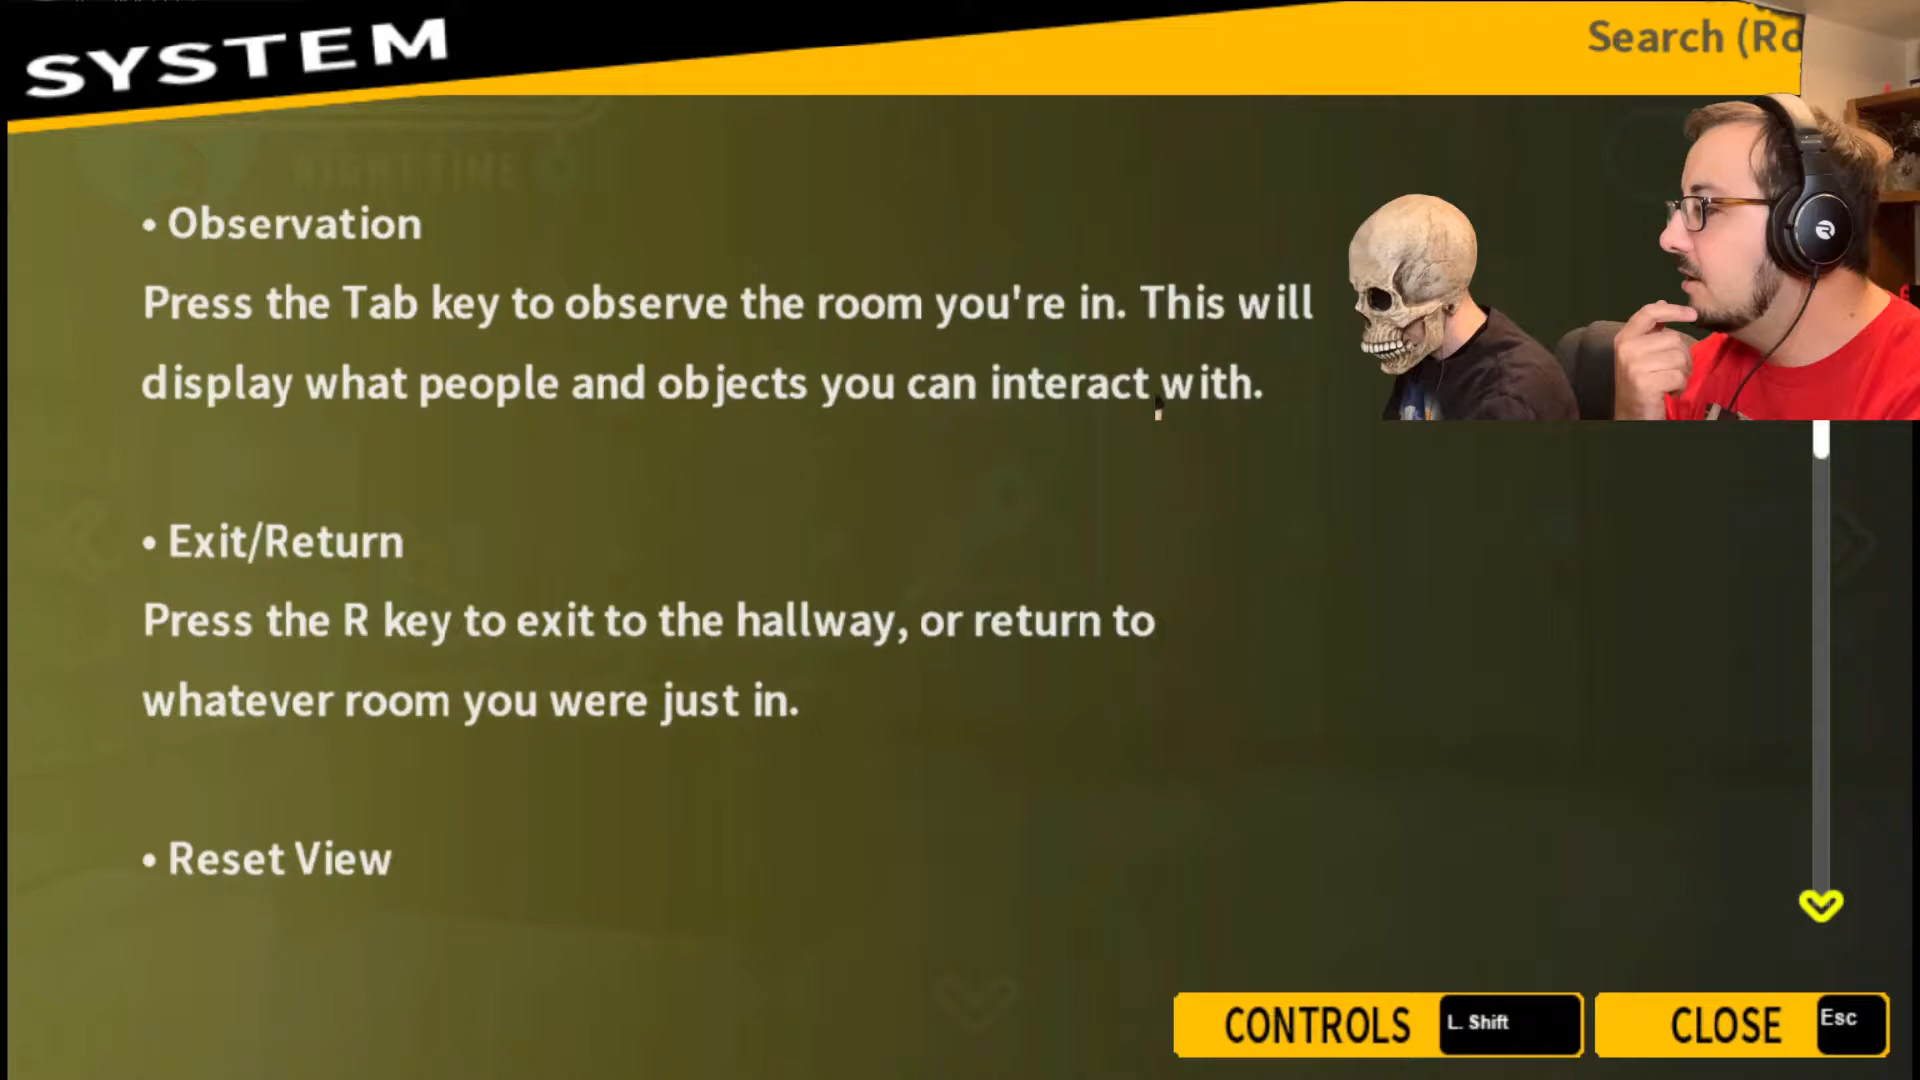 SYSTEM
Search (Ro
NIGHTTIME
• Observation
Press the Tab key to observe the room you're in. This will
display what people and objects you can interact with.
• Exit/Return
Press the R key to exit to the hallway, or return to
whatever room you were just in.
• Reset View
CONTROLS L. Shift CLOSE Esc